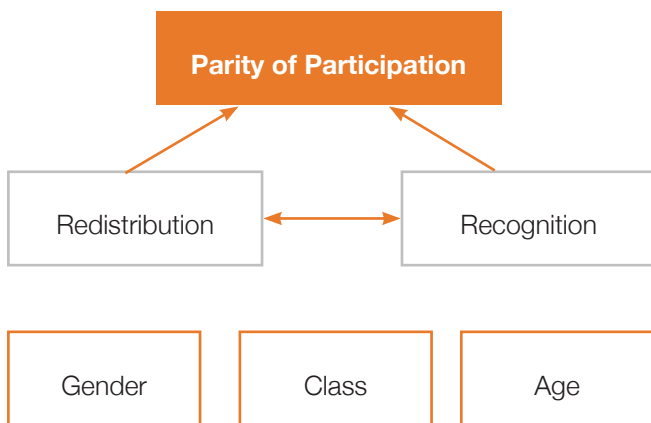 Parity of Participation
Redistribution
Recognition
Gender
Class
Age